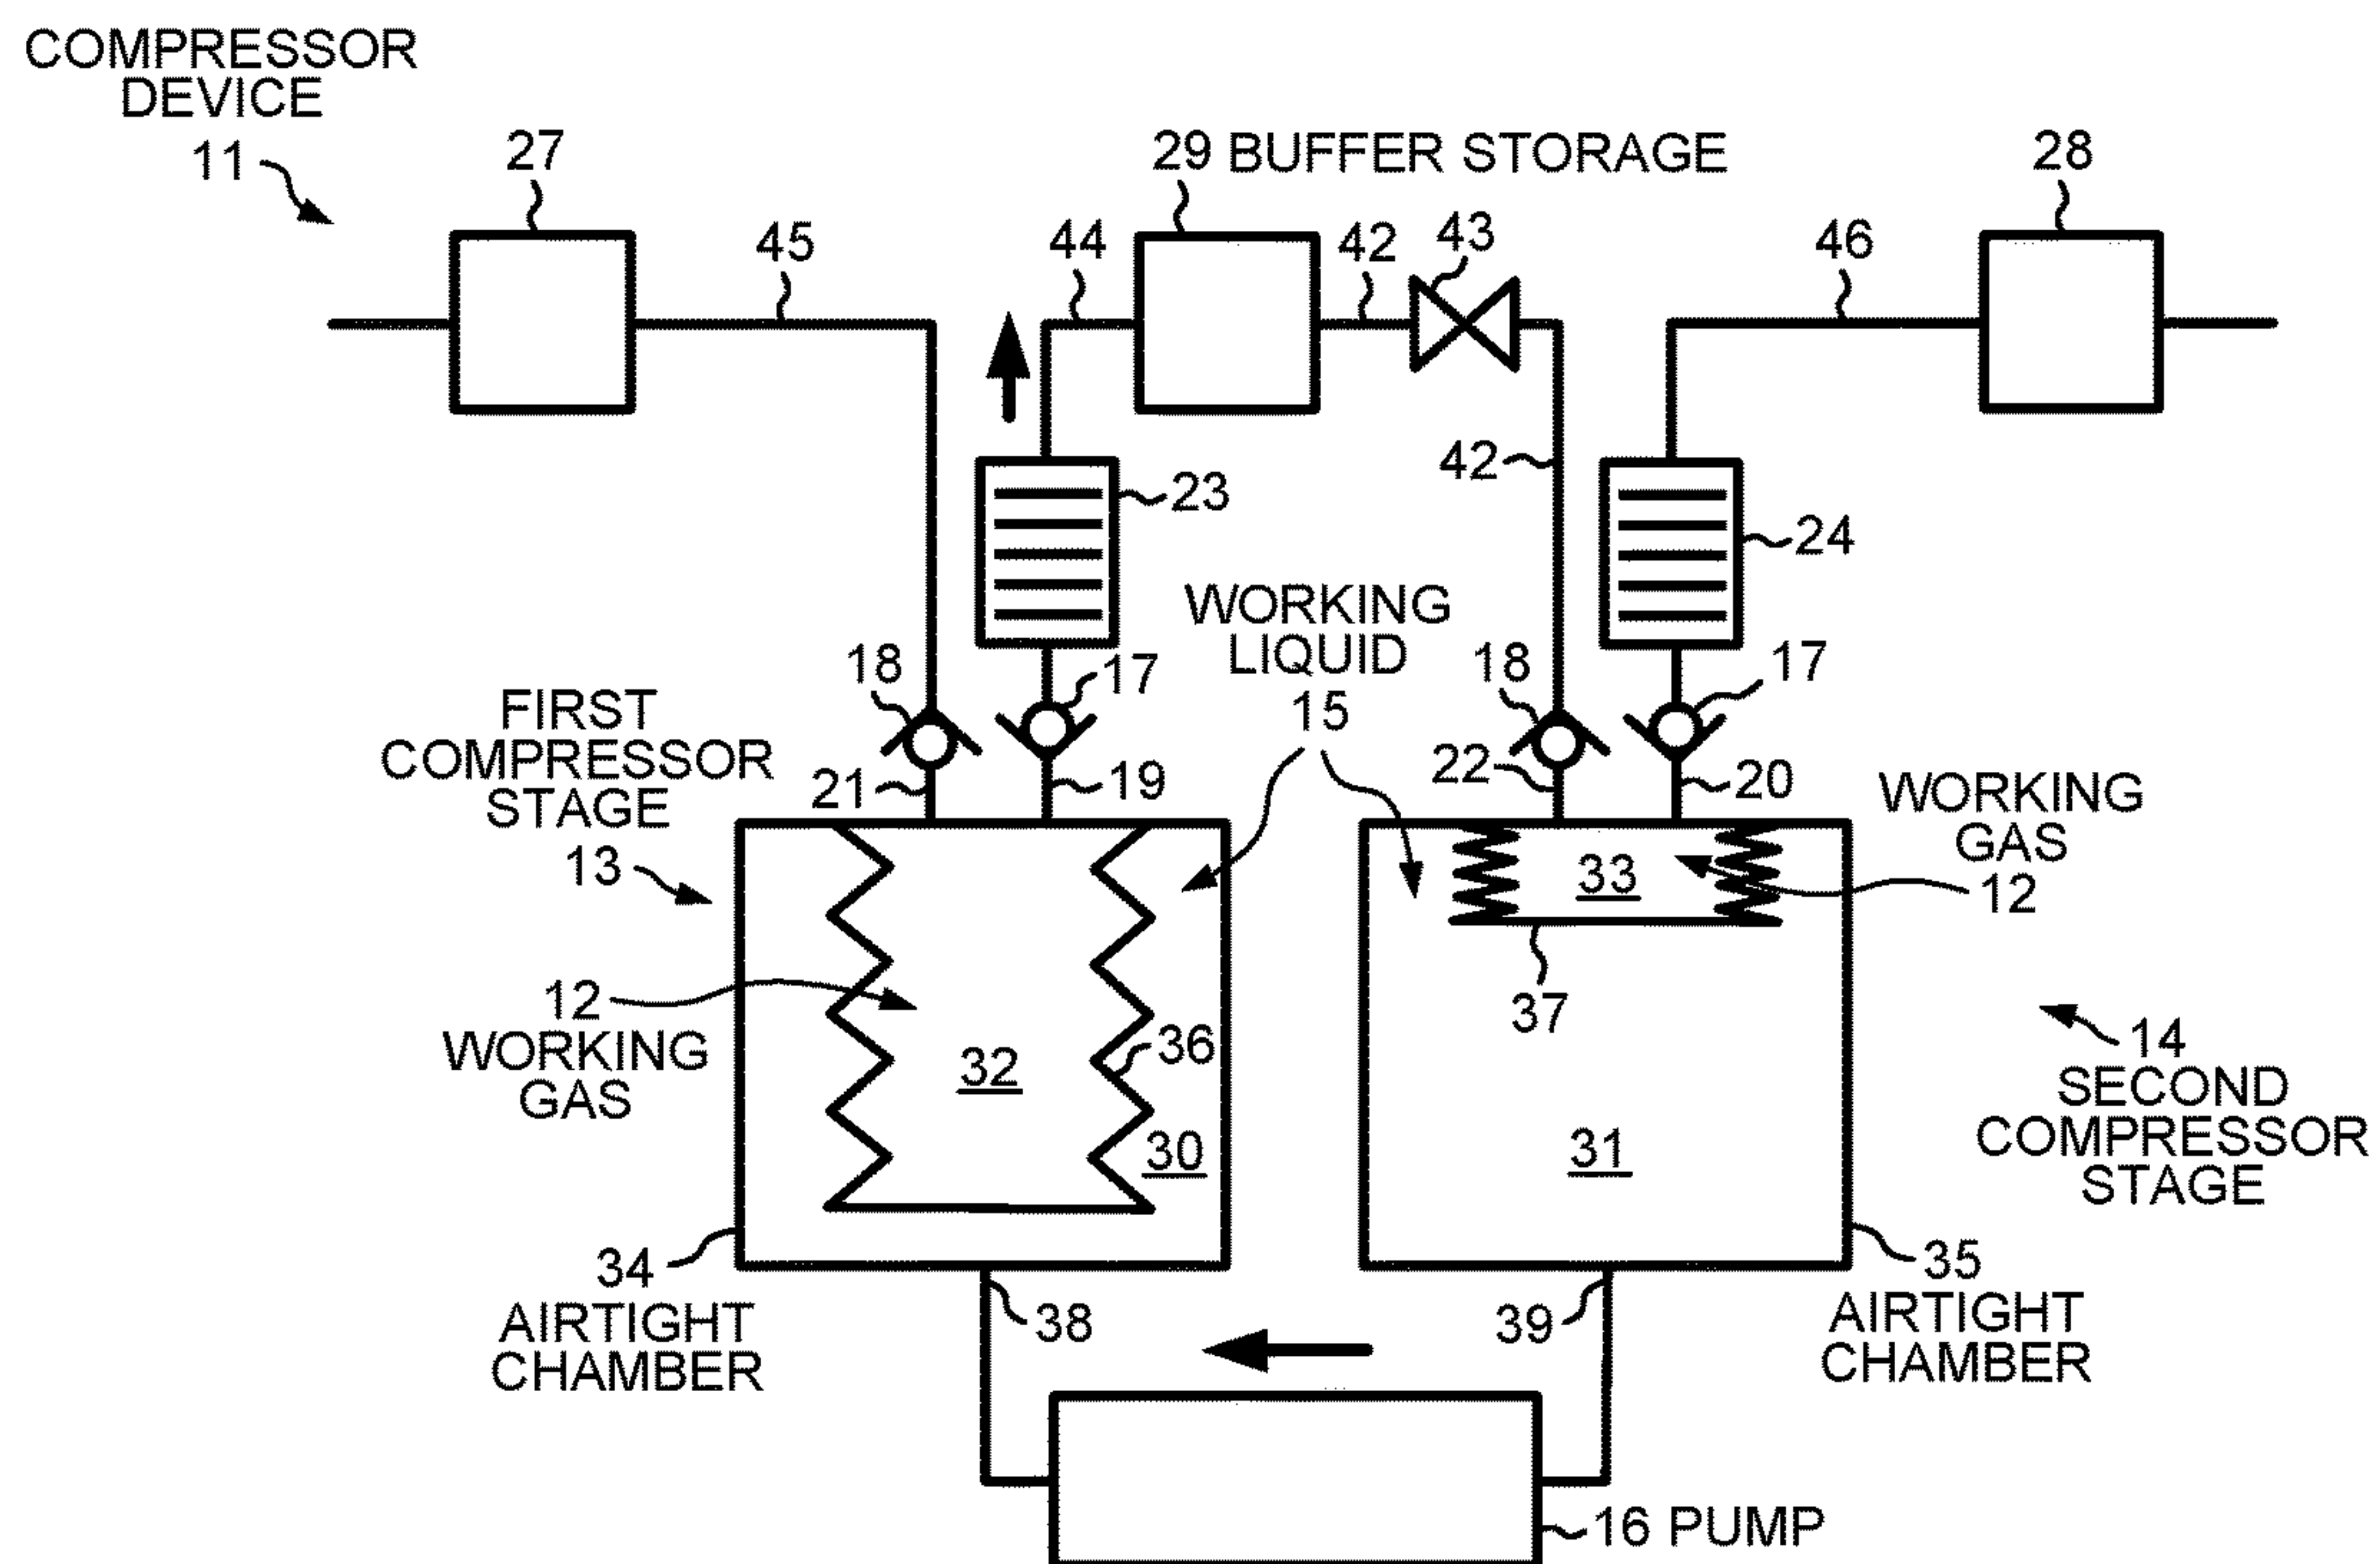 COMPRESSOR
DEVICE
11
27
29 BUFFER STORAGE
28
45
44
42
43
46
42
23
24
WORKING
LIQUID
15
18
17
18
17
FIRST
COMPRESSOR
STAGE
13
21
19
22
20
WORKING
GAS
12
33
37
12
WORKING
GAS
32
36
30
31
14
SECOND
COMPRESSOR
STAGE
34
AIRTIGHT
CHAMBER
38
39
35
AIRTIGHT
CHAMBER
16 PUMP